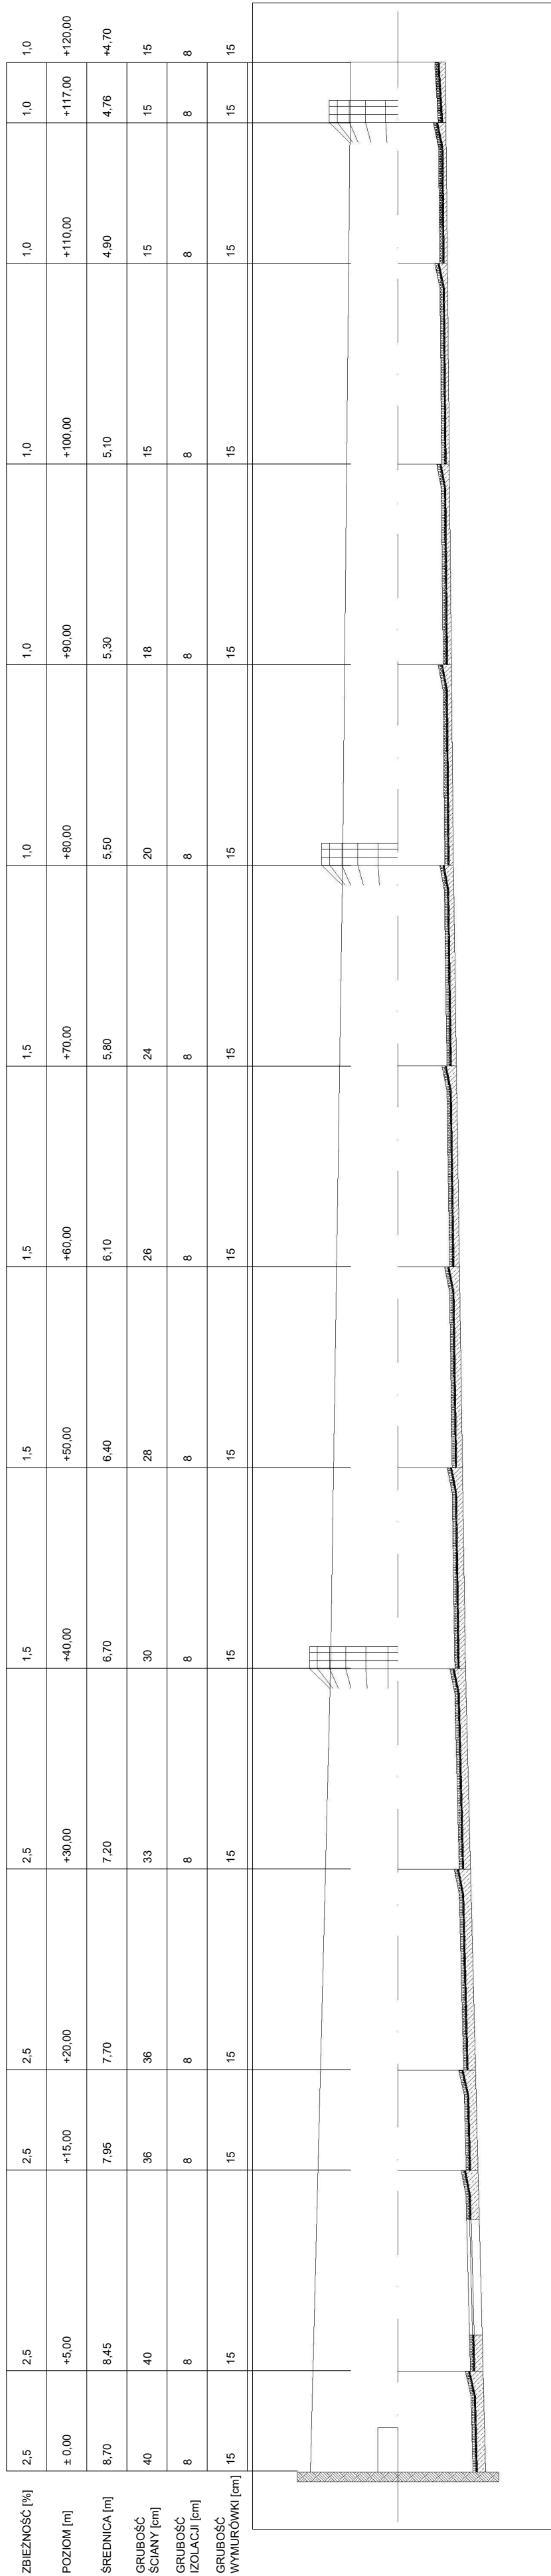 ZBIEŻNOŚĆ [%] 2,5 2,5 2,5 2,5 2,5 1,5 1,5 1,5 1,5 1,0 1,0 1,0 1,0 1,0 1,0
POZIOM [m] ± 0,00 +5,00 +15,00 +20,00 +30,00 +40,00 +50,00 +60,00 +70,00 +80,00 +90,00 +100,00 +110,00 +117,00 +120,00
ŚREDNICA [m] 8,70 8,45 7,95 7,70 7,20 6,70 6,40 6,10 5,80 5,50 5,30 5,10 4,90 4,76 +4,70
GRUBOŚĆ
ŚCIANY [cm] 40 40 36 36 33 30 28 26 24 20 18 15 15 15 15
GRUBOŚĆ
IZOLACJI [cm] 8 8 8 8 8 8 8 8 8 8 8 8 8 8 8
GRUBOŚĆ
WYMURÓWKI [cm] 15 15 15 15 15 15 15 15 15 15 15 15 15 15 15